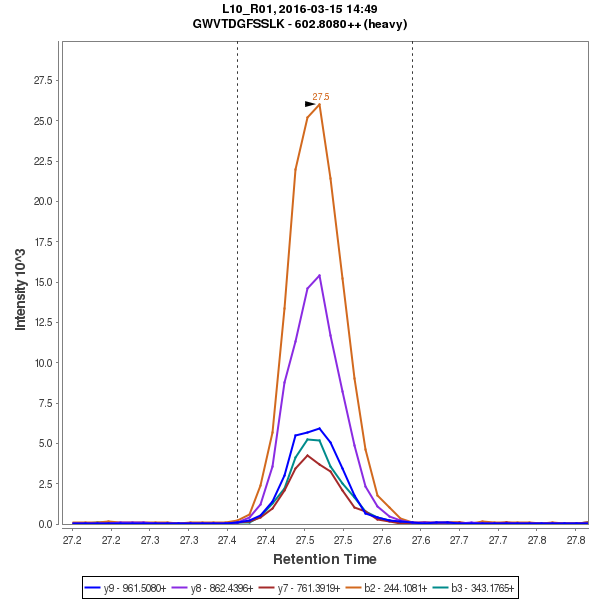 L10_R01, 2016-03-15 14:49
GWVTDGFSSLK - 602.8080++ (heavy)
27.5
27.5
25.0
22.5
20.0
17.5
15.0
12.5
10.0
7.5
5.0
2.5
0.0
Intensity 10^3
27.2 27.2 27.3 27.3 27.4 27.4 27.5 27.5 27.6 27.6 27.7 27.7 27.8 27.8
Retention Time
y9 - 961.5080+ y8 - 862.4396+ y7 - 761.3919+ b2 - 244.1081+ b3 - 343.1765+